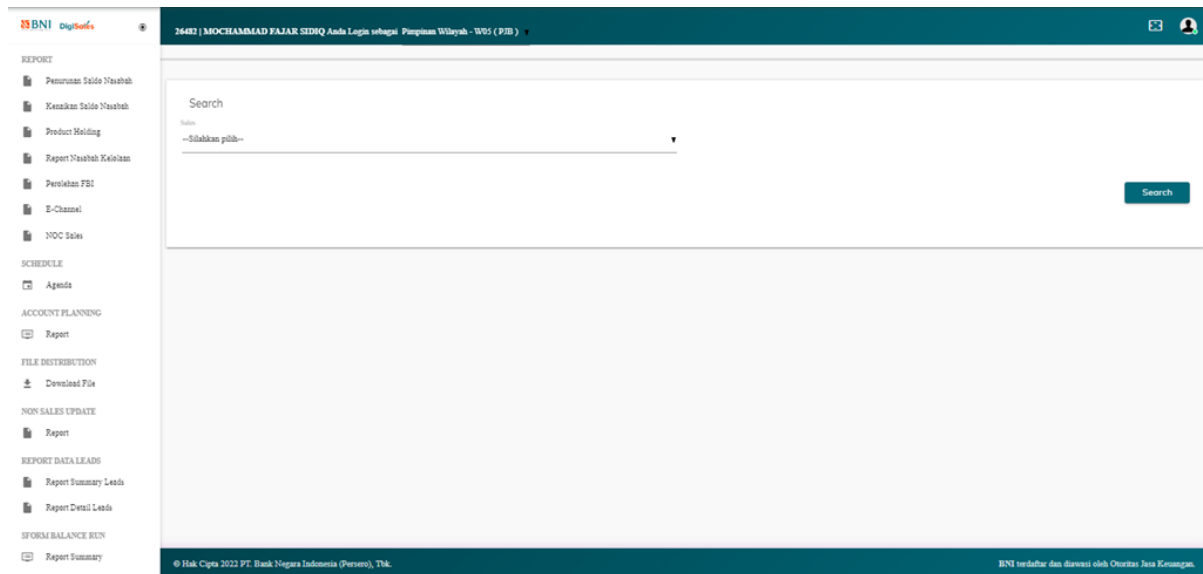 BNI DigiSales
26482 | MOCHAMMAD FAJAR SIDIQ Anda Login sebagai Pimpinan Wilayah - W05 ( PJB )
REPORT
Penurunan Saldo Nasabah
Kenaikan Saldo Nasabah
Product Holding
Report Nasabah Kelolaan
Perolehan FBI
E-Channel
NOC Sales
SCHEDULE
Agenda
ACCOUNT PLANNING
Report
FILE DISTRIBUTION
Download File
NON SALES UPDATE
Report
REPORT DATA LEADS
Report Summary Leads
Report Detail Leads
SFORM BALANCE RUN
Report Summary
Search
Sales
--Silahkan pilih--
Search
© Hak Cipta 2022 PT. Bank Negara Indonesia (Persero), Tbk.
BNI terdaftar dan diawasi oleh Otoritas Jasa Keuangan.